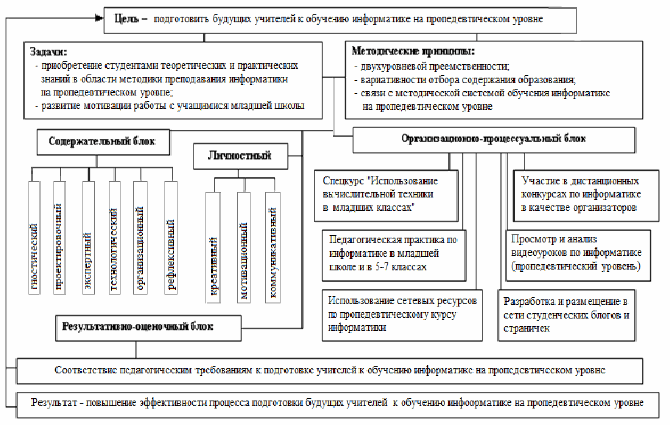 Цель – подготовить будущих учителей к обучению информатике на пропедевтическом уровне
Задачи:
- приобретение студентами теоретических и практических
знаний в области методики преподавания информатики
на пропедевтическом уровне;
- развитие мотивации работы с учащимися младшей школы
Методические принципы:
- двухуровневой преемственности;
- вариативности отбора содержания образования;
- связи с методической системой обучения информатике
на пропедевтическом уровне
Содержательный блок
Личностный
Организационно-процессуальный блок
гностический
проектировочный
экспертный
технологический
организационный
рефлексивный
креативный
мотивационный
коммуникативный
Спецкурс "Использование
вычислительной техники
в младших классах"
Участие в дистанционных
конкурсах по информатике
в качестве организаторов
Педагогическая практика по
информатике в младшей
школе и в 5-7 классах
Просмотр и анализ
видеоуроков по информатике
(пропедевтический уровень)
Использование сетевых ресурсов
по пропедевтическому курсу
информатики
Разработка и размещение в
сети студенческих блогов и
страничек
Результативно-оценочный блок
Соответствие педагогическим требованиям к подготовке учителей к обучению информатике на пропедевтическом уровне
Результат - повышение эффективности процесса подготовки будущих учителей к обучению информатике на пропедевтическом уровне